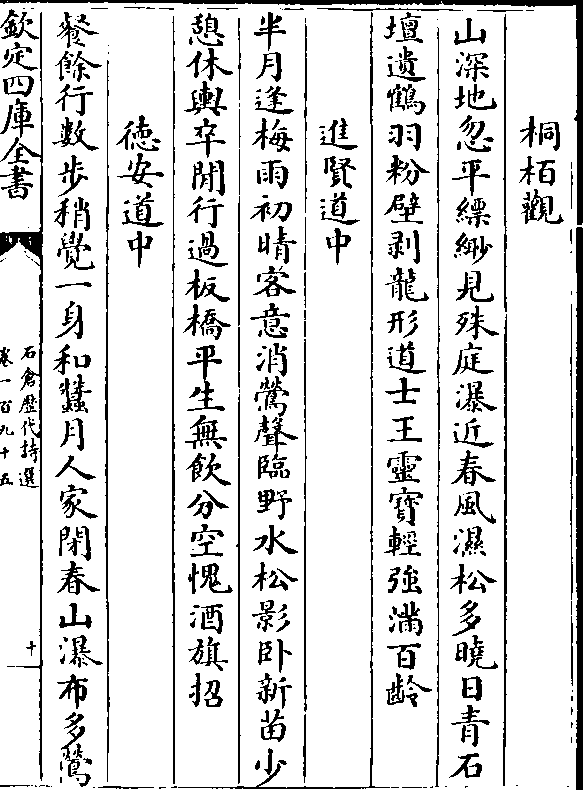 桐栢觀
山深地忽平縹緲見殊庭瀑近春風濕松多曉日青石
壇遺鶴羽粉壁剥龍形道士王靈寶輕強滿百齡
進賢道中
半月逢梅雨初晴客意消鶯聲臨野水松影卧新苗少
憩休輿卒閒行過板橋平生無飲分空愧酒旗招
徳安道中
餐餘行數步稍覺一身和蠶月人家閉春山瀑布多鶯
欽定四庫全書
石倉歴代詩選
卷一百九十五
十